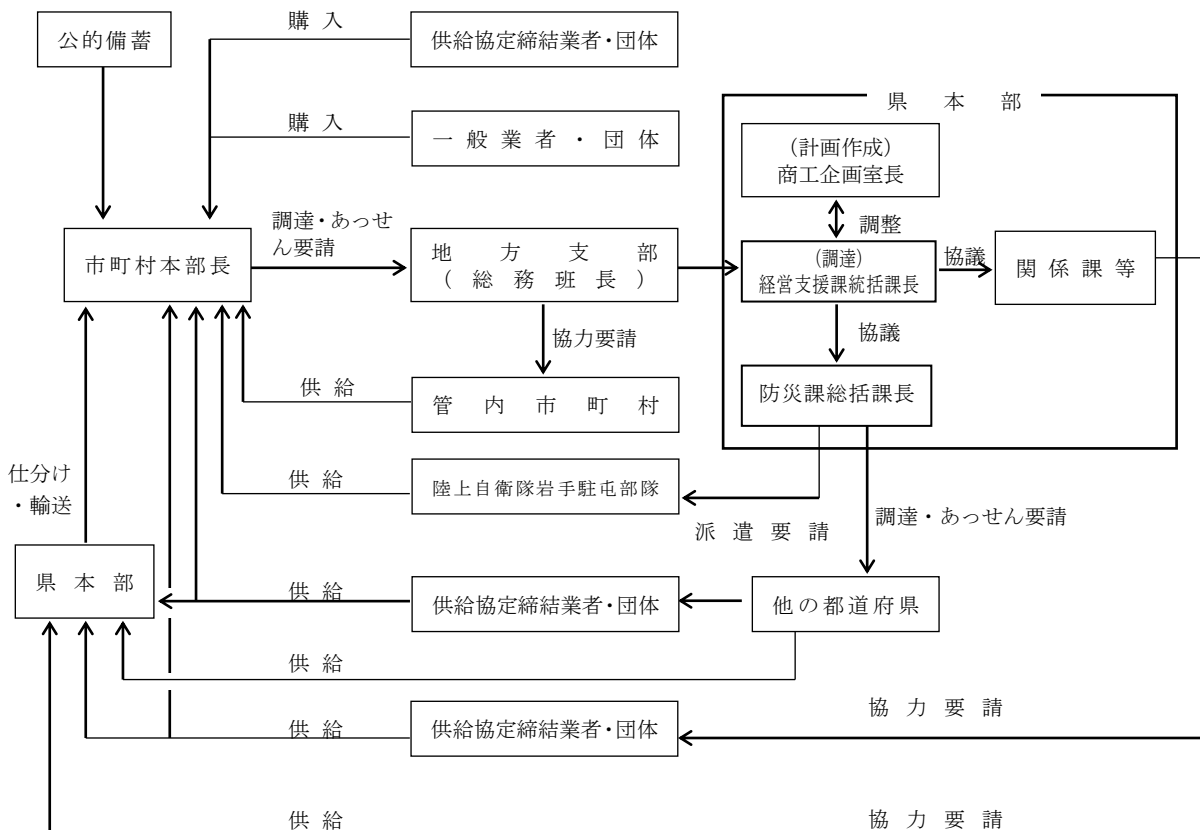 購入
公的備蓄
供給協定締結業者・団体
県本部
購入
一般業者・団体
(計画作成)
商工企画室長
調達・あっせ
ん要請
調整
市町村本部長
地方支部
(総務班長)
(調達)
経営支援課統括課長
協議
関係課等
協力要請
協議
供給
管内市町村
防災課総括課長
仕分け
・輸送
供給
陸上自衛隊岩手駐屯部隊
派遣要請
調達・あっせん要請
県本部
供給
供給協定締結業者・団体
他の都道府県
供給
協力要請
供給
供給協定締結業者・団体
供給
協力要請